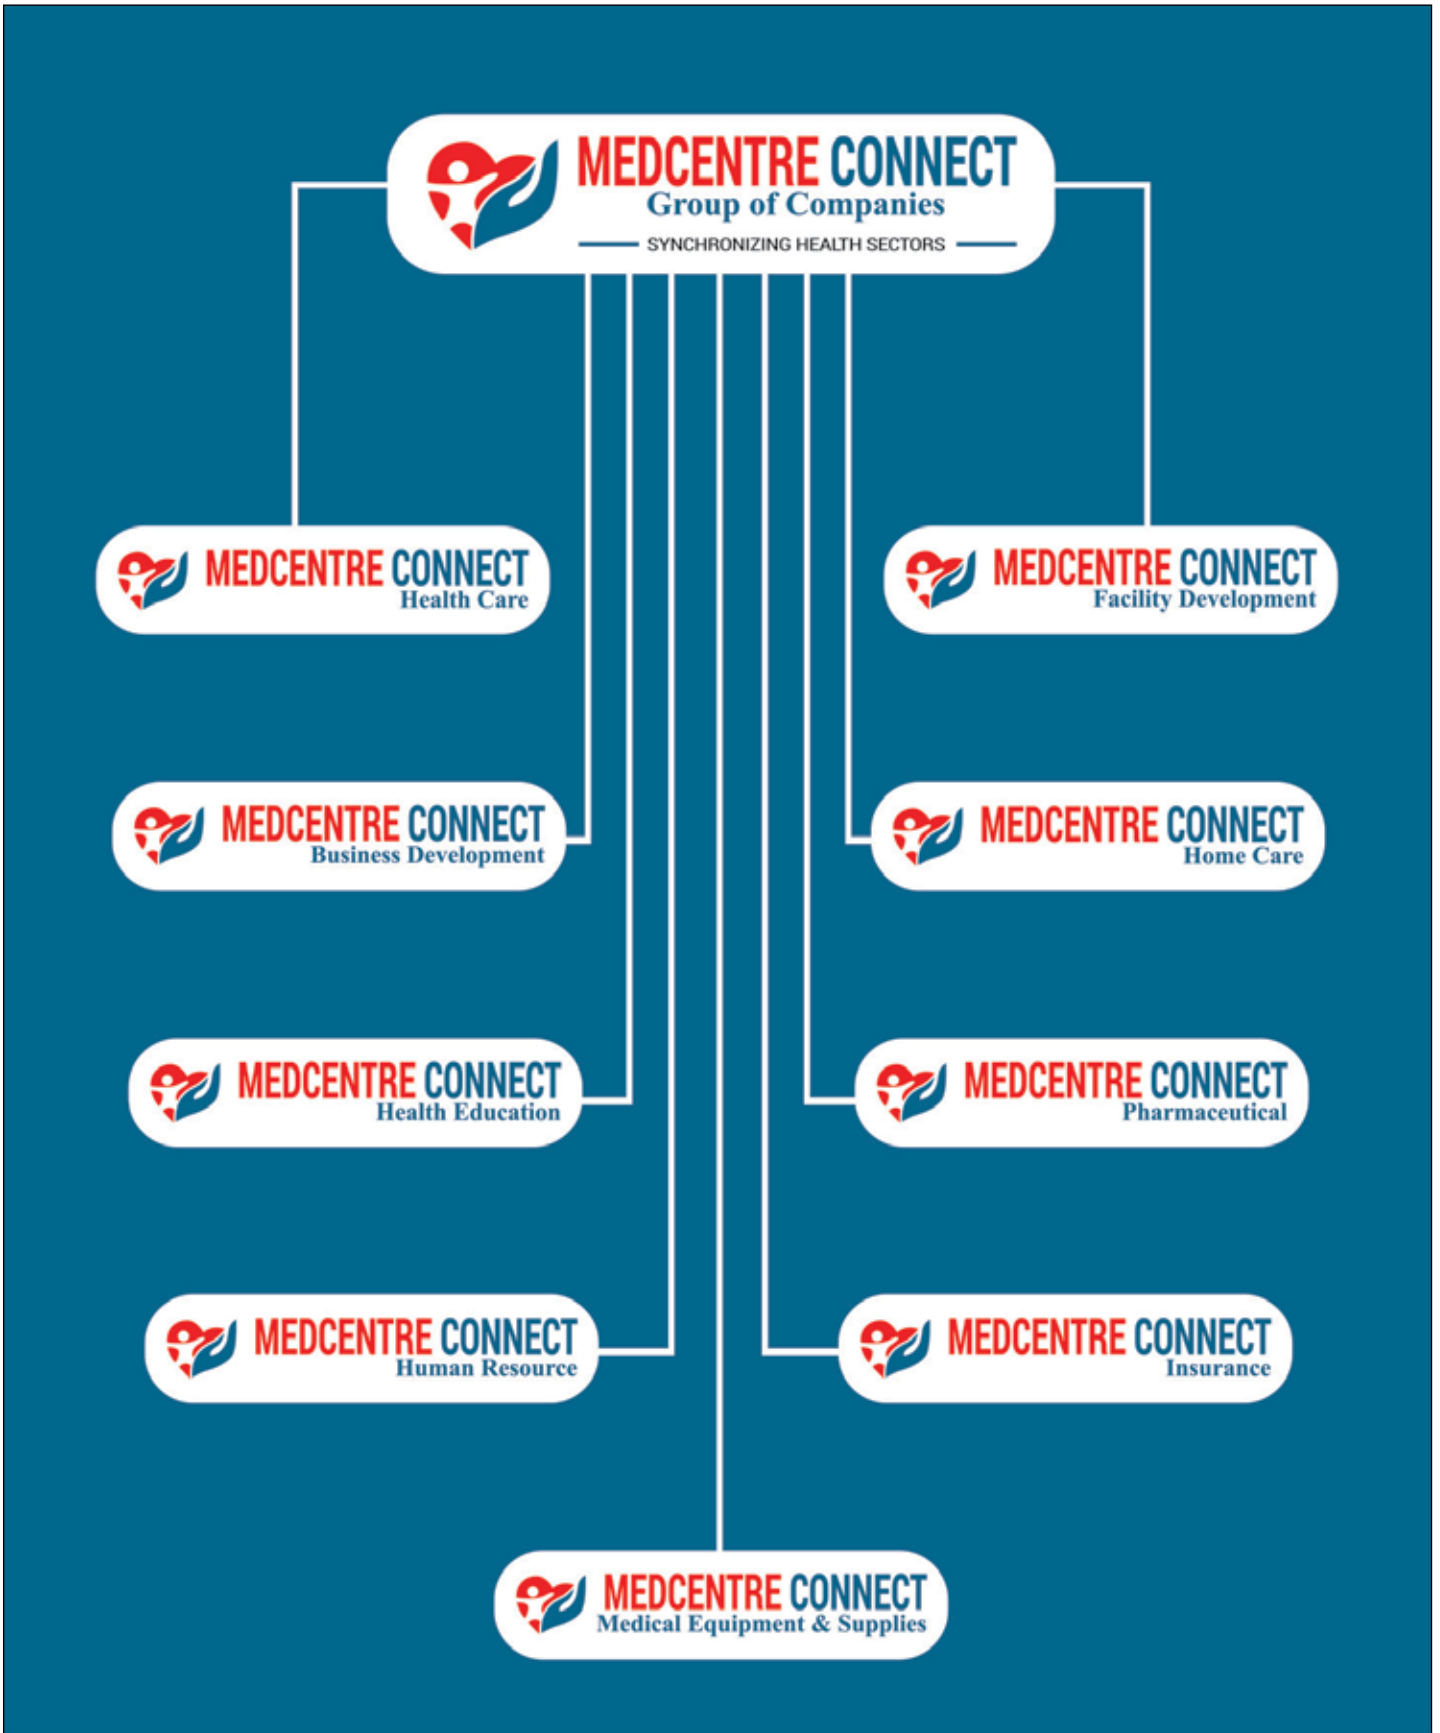 MEDCENTRE CONNECT
Group of Companies
SYNCHRONIZING HEALTH SECTORS
MEDCENTRE CONNECT
Health Care
MEDCENTRE CONNECT
Facility Development
MEDCENTRE CONNECT
Business Development
MEDCENTRE CONNECT
Home Care
MEDCENTRE CONNECT
Health Education
MEDCENTRE CONNECT
Pharmaceutical
MEDCENTRE CONNECT
Human Resource
MEDCENTRE CONNECT
Insurance
MEDCENTRE CONNECT
Medical Equipment & Supplies